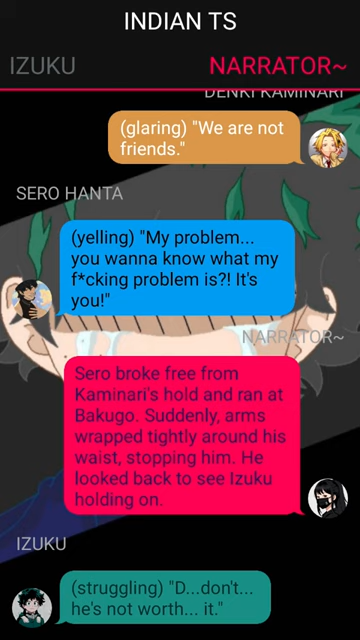 INDIAN TS
IZUKU
NARRATOR~
DENKI KAMINARI
(glaring) "We are not
friends."
SERO HANTA
(yelling) "My problem...
you wanna know what my
f*cking problem is?! It's
you!"
NARRATOR~
Sero broke free from
Kaminari's hold and ran at
Bakugo. Suddenly, arms
wrapped tightly around his
waist, stopping him. He
looked back to see Izuku
holding on.
IZUKU
(struggling) "D...don't...
he's not worth... it."